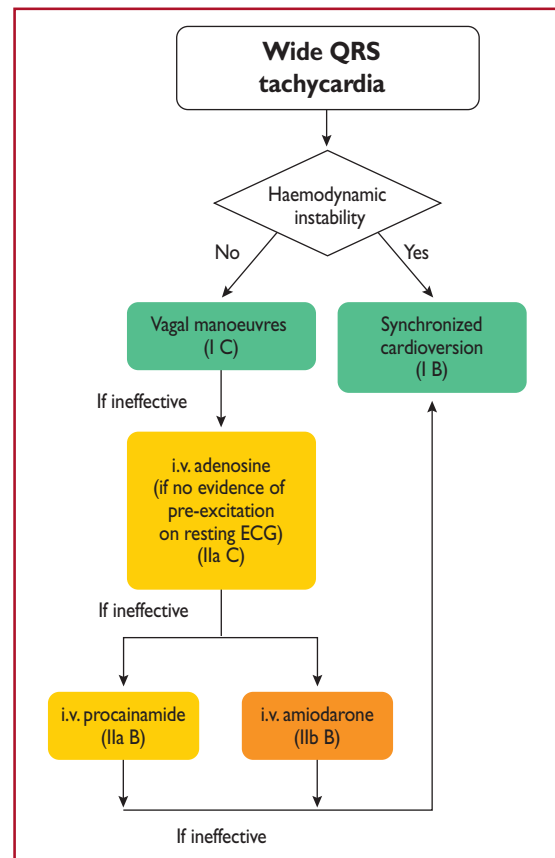 Wide QRS
tachycardia
Haemodynamic
instability
No
Yes
Vagal manoeuvres
(I C)
Synchronized
cardioversion
(I B)
If ineffective
i.v. adenosine
(if no evidence of
pre-excitation
on resting ECG)
(IIa C)
If ineffective
i.v. procainamide
(IIa B)
i.v. amiodarone
(IIb B)
If ineffective